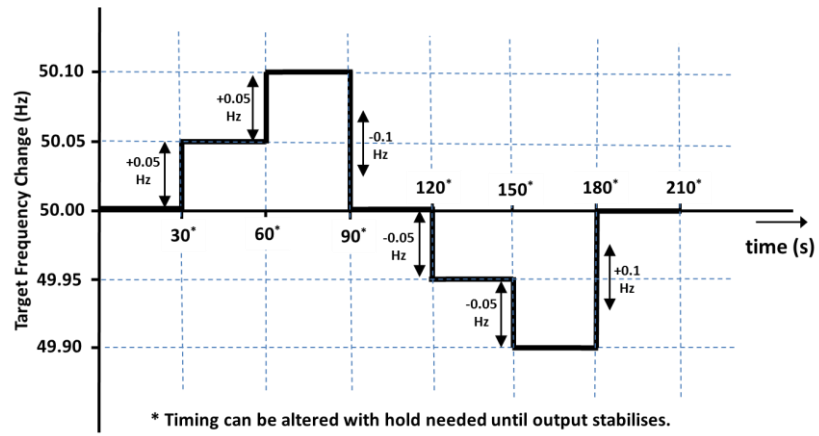 Target Frequency Change (Hz)
50.10
50.05
50.00
49.95
49.90
+0.05
Hz
+0.05
Hz
-0.1
Hz
30*
60*
90*
120*
150*
180*
210*
-0.05
Hz
-0.05
Hz
+0.1
Hz
time (s)
* Timing can be altered with hold needed until output stabilises.